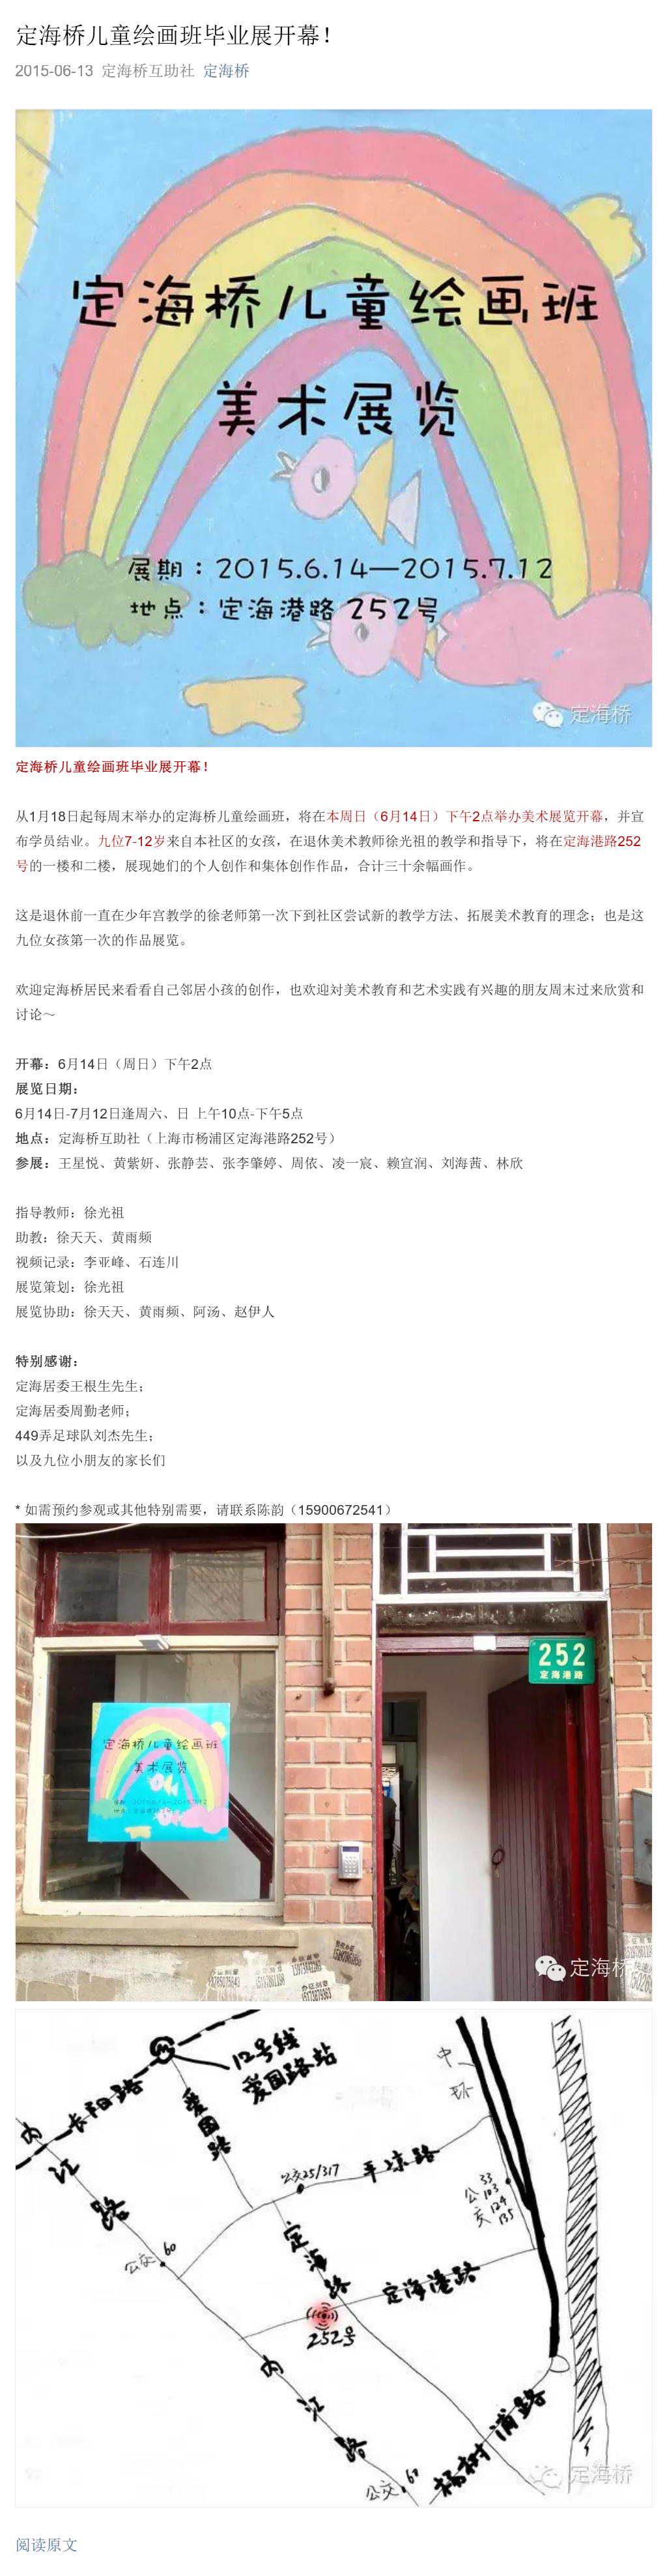 定海桥儿童绘画班毕业展开幕！
2015-06-13 定海桥互助社 定海桥
定海桥儿童绘画班
美术展览
展期：2015.6.14—2015.7.12
地点：定海港路252号
定海桥
定海桥儿童绘画班毕业展开幕！
从1月18日起每周末举办的定海桥儿童绘画班，将在本周日（6月14日）下午2点举办美术展览开幕，并宣
布学员结业。九位7-12岁来自本社区的女孩，在退休美术教师徐光祖的教学和指导下，将在定海港路252
号的一楼和二楼，展现她们的个人创作和集体创作作品，合计三十余幅画作。
这是退休前一直在少年宫教学的徐老师第一次下到社区尝试新的教学方法、拓展美术教育的理念；也是这
九位女孩第一次的作品展览。
欢迎定海桥居民来看看自己邻居小孩的创作，也欢迎对美术教育和艺术实践有兴趣的朋友周末过来欣赏和
讨论～
开幕：6月14日（周日）下午2点
展览日期：
6月14日-7月12日逢周六、日 上午10点-下午5点
地点：定海桥互助社（上海市杨浦区定海港路252号）
参展：王星悦、黄紫妍、张静芸、张李肇婷、周依、凌一宸、赖宣润、刘海茜、林欣
指导教师：徐光祖
助教：徐天天、黄雨频
视频记录：李亚峰、石连川
展览策划：徐光祖
展览协助：徐天天、黄雨频、阿汤、赵伊人
特别感谢：
定海居委王根生先生；
定海居委周勤老师；
449弄足球队刘杰先生；
以及九位小朋友的家长们
* 如需预约参观或其他特别需要，请联系陈韵（15900672541）
252
定海港路
定海桥儿童绘画班
美术展览
定海桥
12号线
爱国路站
长阳路
爱国路
内江路
中环
公交25/317
平凉路
公交
33
103
124
135
公交 60
定海路
定海港路
252号
内江路
杨树浦路
公交 60
定海桥
阅读原文